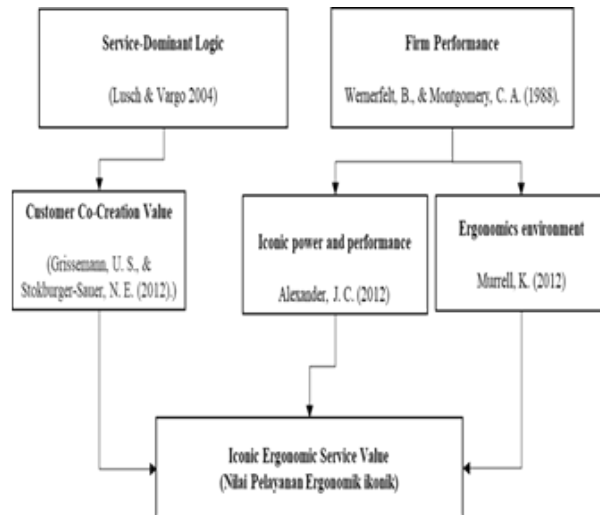 Service-Dominant Logic
(Lusch & Vargo 2004)
Firm Performance
Wernerfelt, B., & Montgomery, C. A. (1988).
Customer Co-Creation Value
(Grissemann, U. S., &
Stokburger-Sauer, N. E. (2012).)
Iconic power and performance
Alexander, J. C. (2012)
Ergonomics environment
Murrell, K. (2012)
Iconic Ergonomic Service Value
(Nilai Pelayanan Ergonomik ikonik)